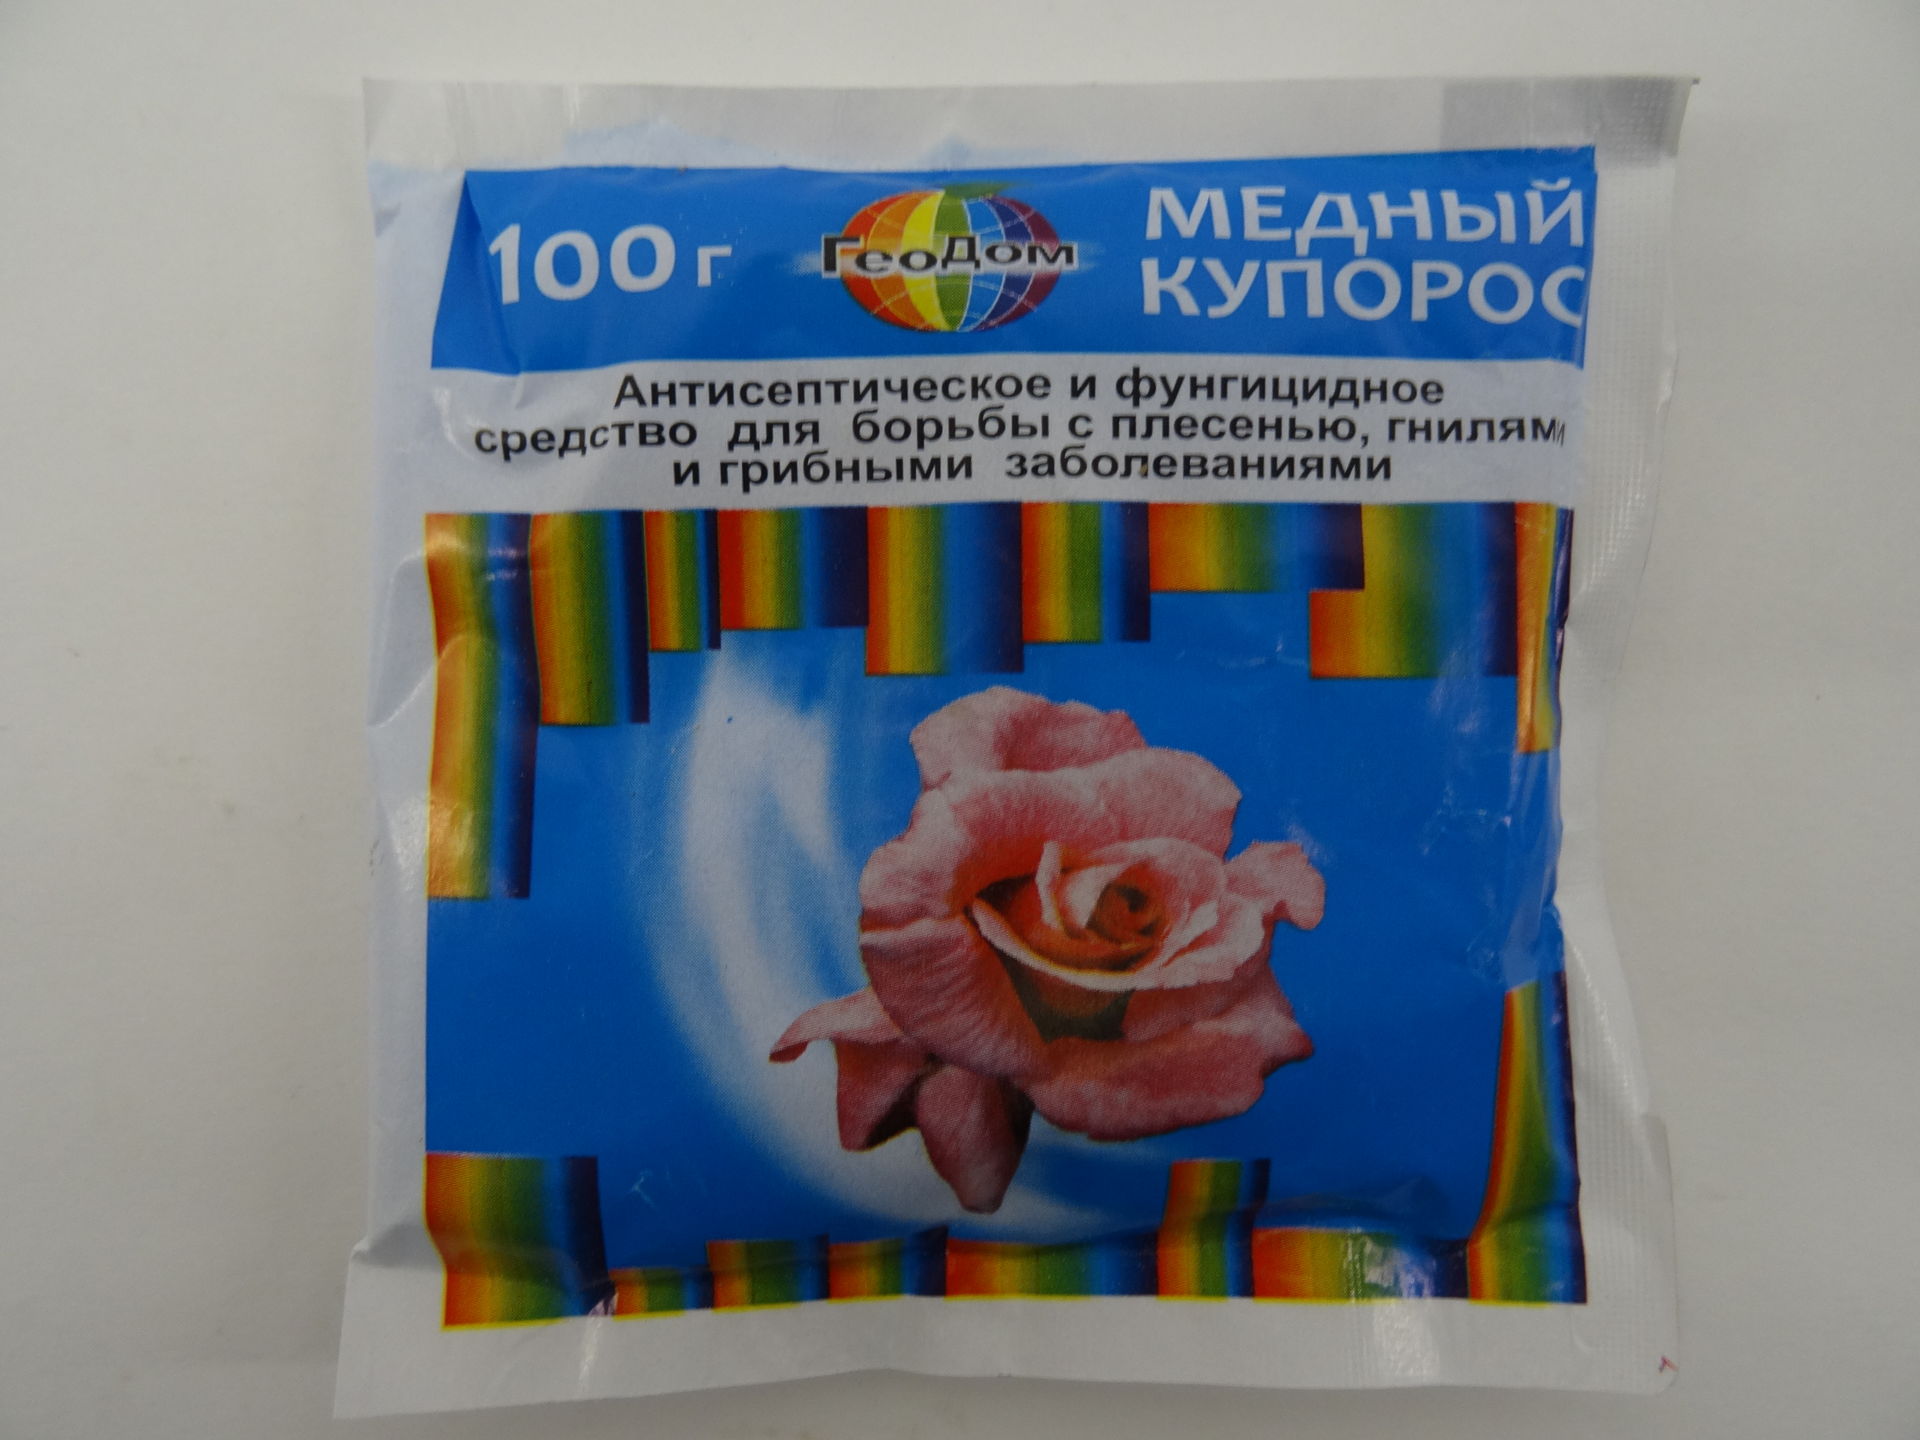 100 г
ГеоДом
МЕДНЫЙ
КУПОРОС
Антисептическое и фунгицидное
средство для борьбы с плесенью, гнилями
и грибными заболеваниями